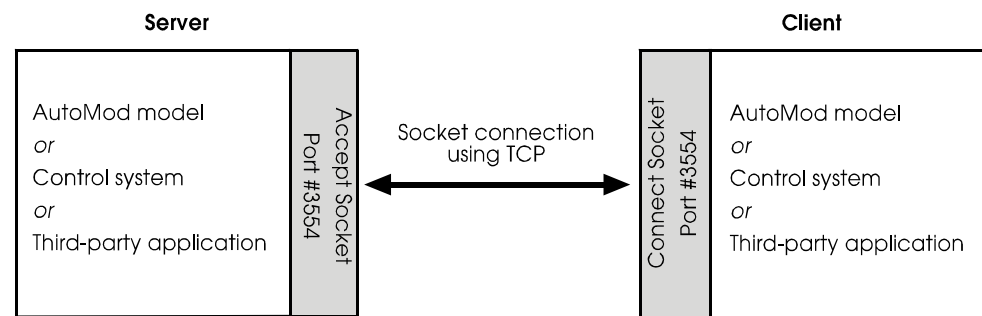 Server
Client
AutoMod model
or
Control system
or
Third-party application
Accept Socket
Port #3554
Socket connection
using TCP
Connect Socket
Port #3554
AutoMod model
or
Control system
or
Third-party application